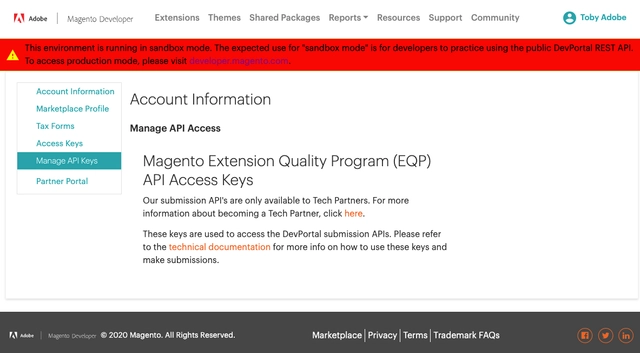 Adobe | Magento Developer Extensions Themes Shared Packages Reports Resources Support Community Toby Adobe
This environment is running in sandbox mode. The expected use for "sandbox mode" is for developers to practice using the public DevPortal REST API.
To access production mode, please visit developer.magento.com.
Account Information
Marketplace Profile
Tax Forms
Access Keys
Manage API Keys
Partner Portal
Account Information
Manage API Access
Magento Extension Quality Program (EQP)
API Access Keys
Our submission API's are only available to Tech Partners. For more
information about becoming a Tech Partner, click here.
These keys are used to access the DevPortal submission APIs. Please refer
to the technical documentation for more info on how to use these keys and
make submissions.
Adobe | Magento Developer © 2020 Magento. All Rights Reserved. Marketplace | Privacy | Terms | Trademark FAQs